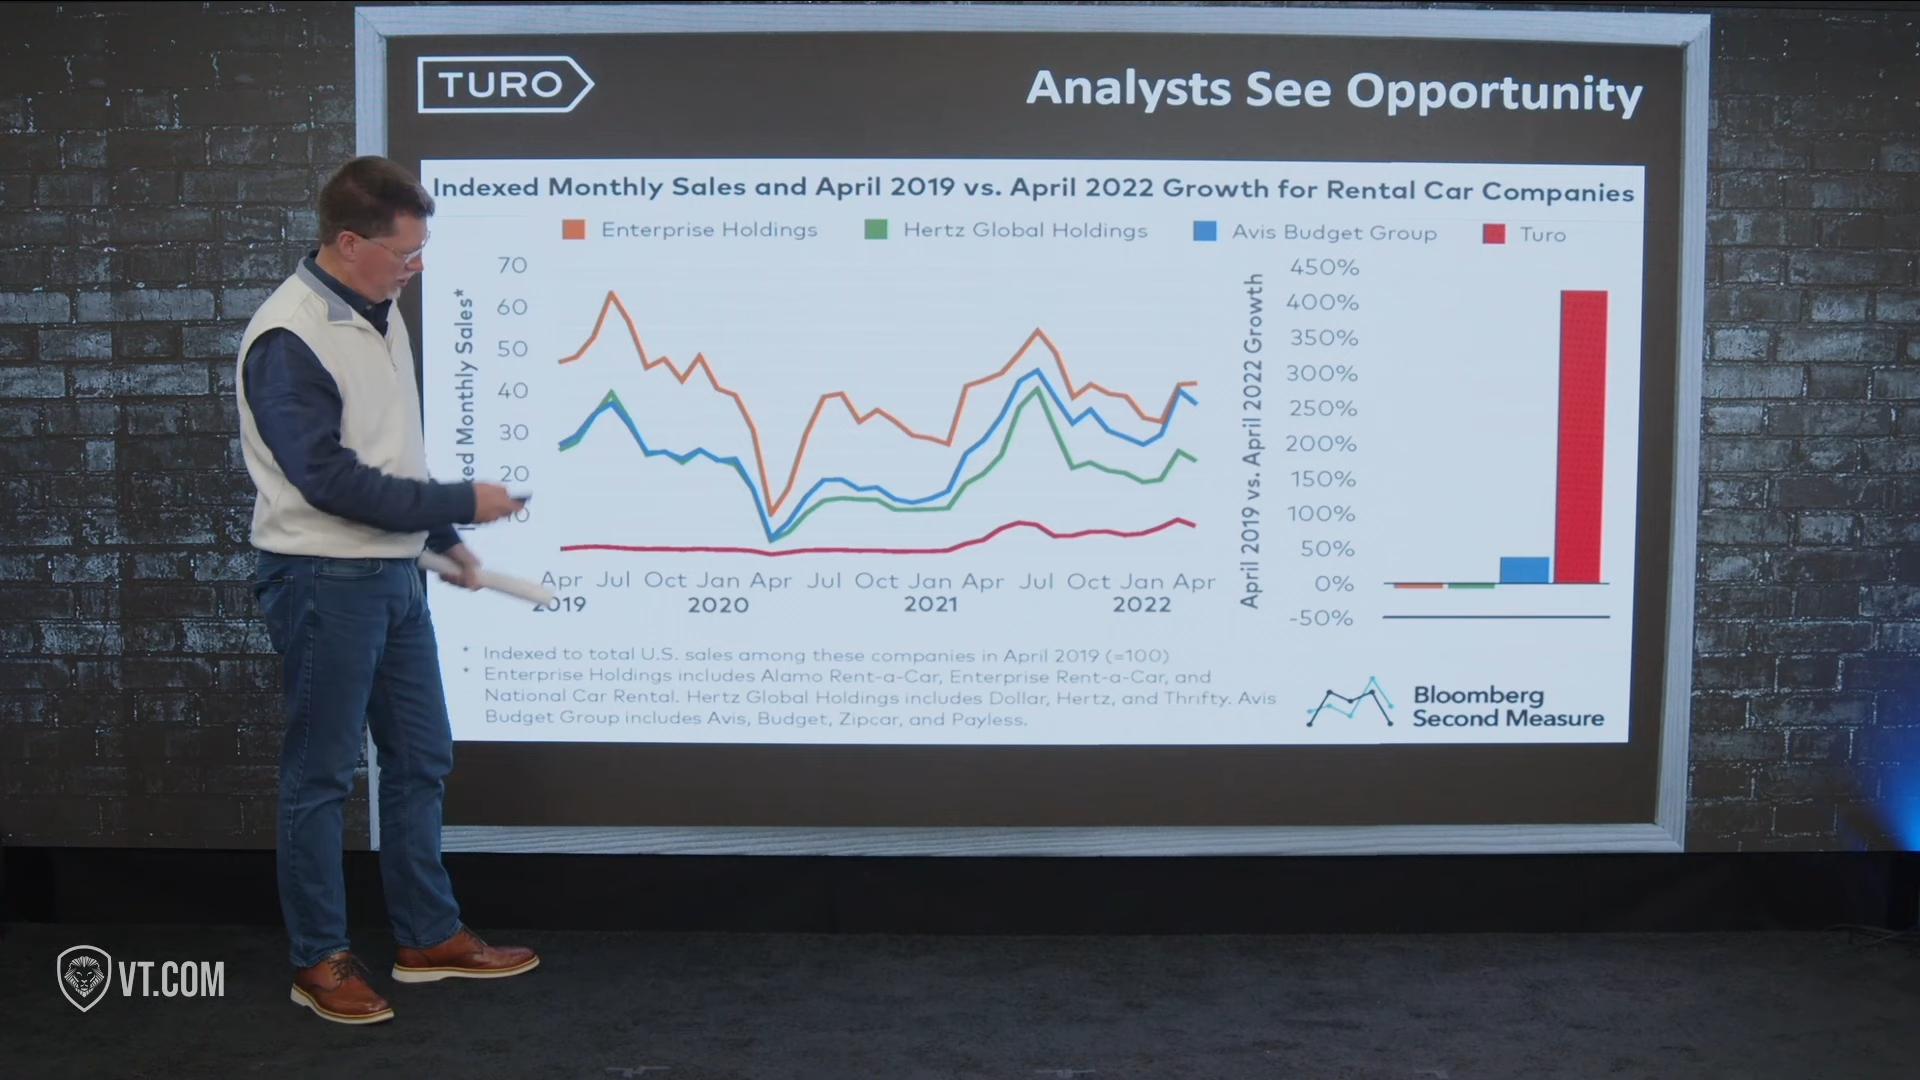 TURO
Analysts See Opportunity
Indexed Monthly Sales and April 2019 vs. April 2022 Growth for Rental Car Companies
Enterprise Holdings Hertz Global Holdings Avis Budget Group Turo
Monthly Sales*
70
60
50
40
30
20
10
Apr Jul Oct Jan Apr Jul Oct Jan Apr Jul Oct Jan Apr
2019 2020 2021 2022
April 2019 vs. April 2022 Growth
450%
400%
350%
300%
250%
200%
150%
100%
50%
0%
-50%
* Indexed to total U.S. sales among these companies in April 2019 (=100)
* Enterprise Holdings includes Alamo Rent-a-Car, Enterprise Rent-a-Car, and
National Car Rental. Hertz Global Holdings includes Dollar, Hertz, and Thrifty. Avis
Budget Group includes Avis, Budget, Zipcar, and Payless.
Bloomberg
Second Measure
VT.COM